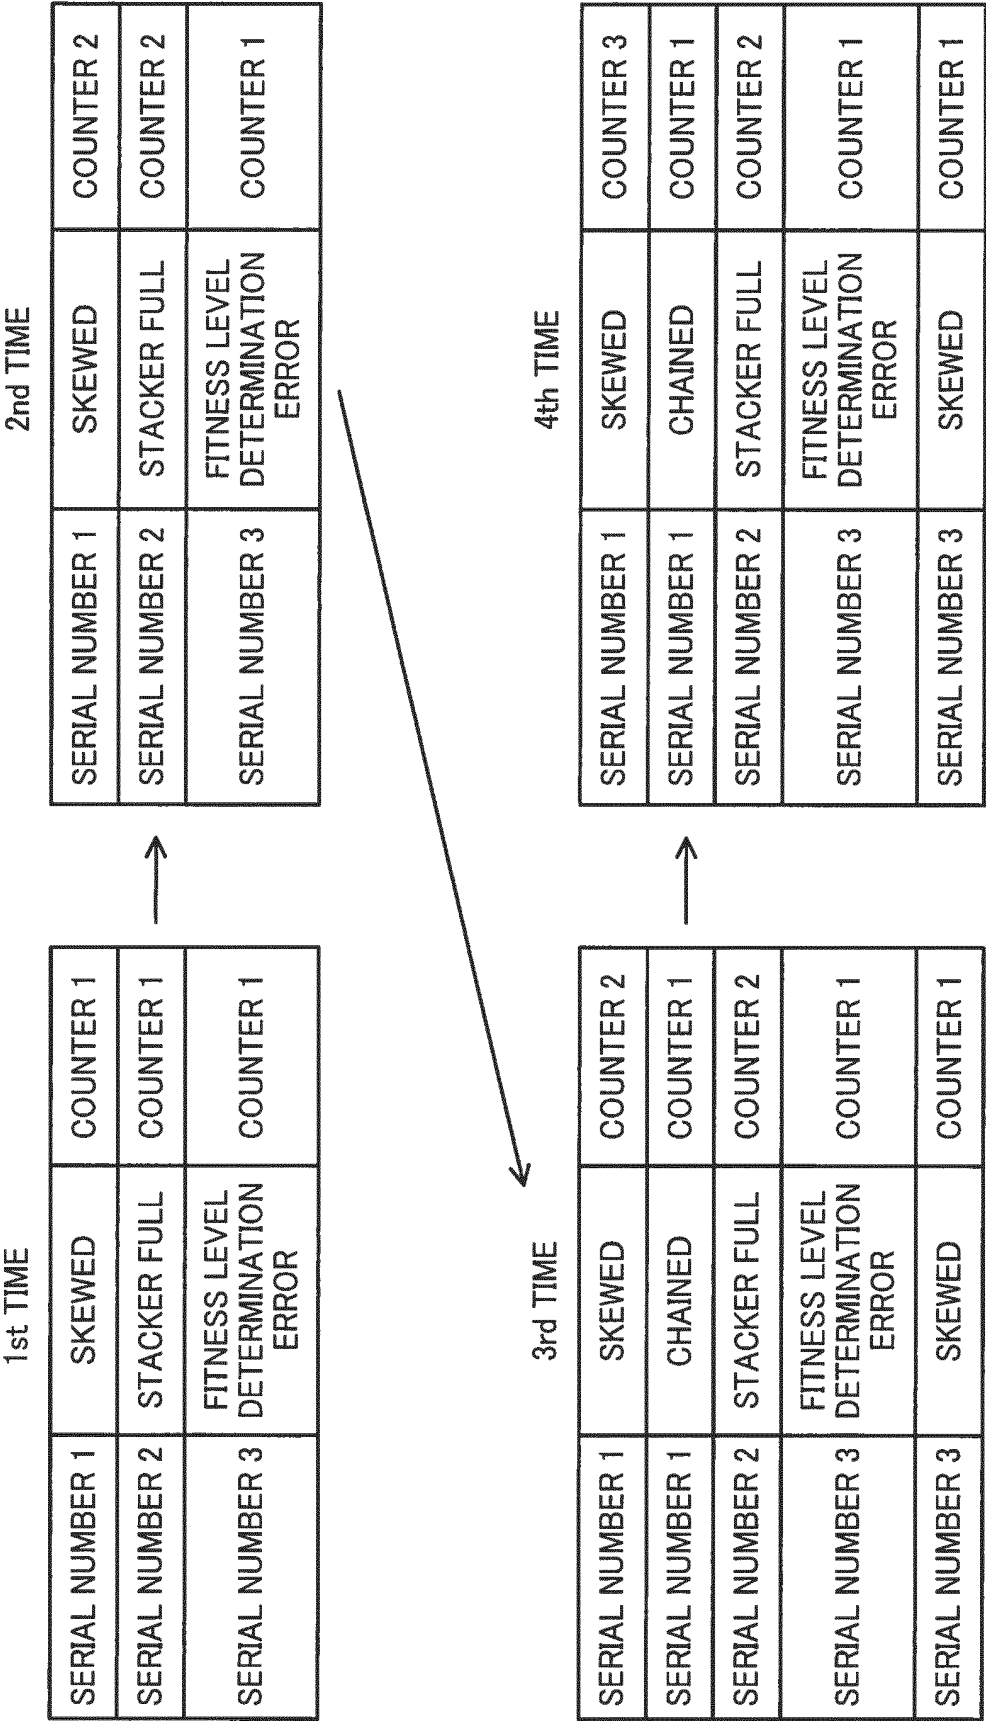 1st TIME
SERIAL NUMBER 1 SKEWED COUNTER 1
SERIAL NUMBER 2 STACKER FULL COUNTER 1
SERIAL NUMBER 3 FITNESS LEVEL DETERMINATION ERROR COUNTER 1
2nd TIME
SERIAL NUMBER 1 SKEWED COUNTER 2
SERIAL NUMBER 2 STACKER FULL COUNTER 2
SERIAL NUMBER 3 FITNESS LEVEL DETERMINATION ERROR COUNTER 1
3rd TIME
SERIAL NUMBER 1 SKEWED COUNTER 2
SERIAL NUMBER 1 CHAINED COUNTER 1
SERIAL NUMBER 2 STACKER FULL COUNTER 2
SERIAL NUMBER 3 FITNESS LEVEL DETERMINATION ERROR COUNTER 1
SERIAL NUMBER 3 SKEWED COUNTER 1
4th TIME
SERIAL NUMBER 1 SKEWED COUNTER 3
SERIAL NUMBER 1 CHAINED COUNTER 1
SERIAL NUMBER 2 STACKER FULL COUNTER 2
SERIAL NUMBER 3 FITNESS LEVEL DETERMINATION ERROR COUNTER 1
SERIAL NUMBER 3 SKEWED COUNTER 1